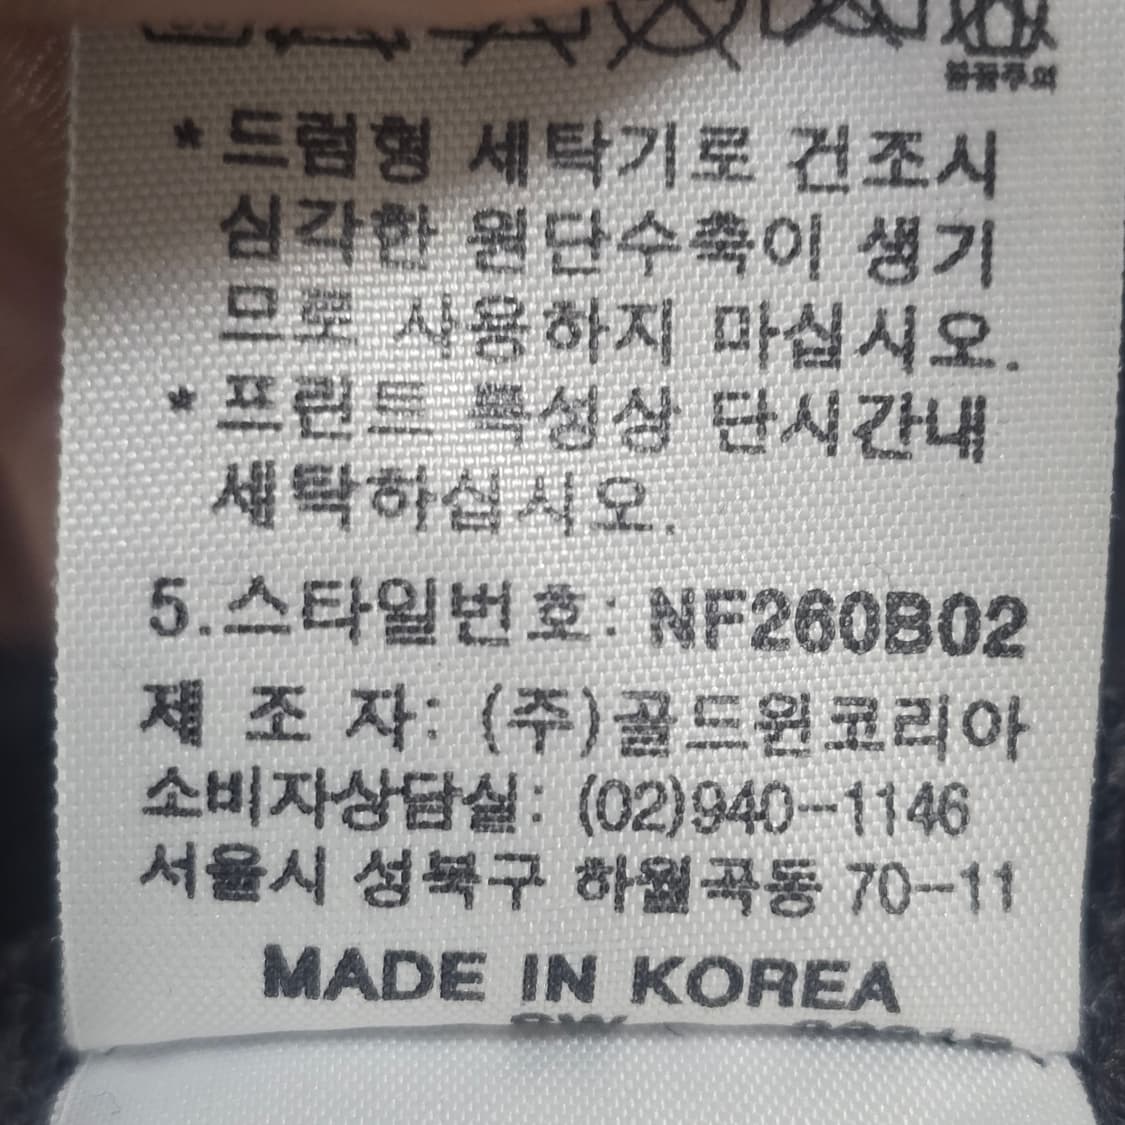 불꽃주의
* 드럼형 세탁기로 건조시
심각한 원단수축이 생기
므로 사용하지 마십시오.
* 프린트 특성상 단시간내
세탁하십시오.
5.스타일번호: NF260B02
제 조 자: (주)골드윈코리아
소비자상담실: (02)940-1146
서울시 성북구 하월곡동 70-11
MADE IN KOREA